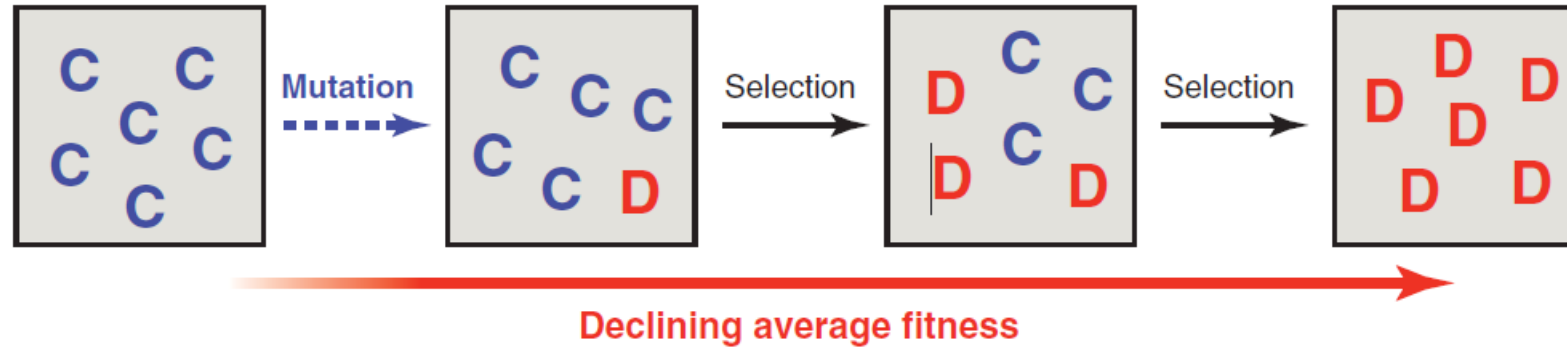 C C C C C C
Mutation
C C C C C D
Selection
D C C D C D
Selection
D D D D D D
Declining average fitness